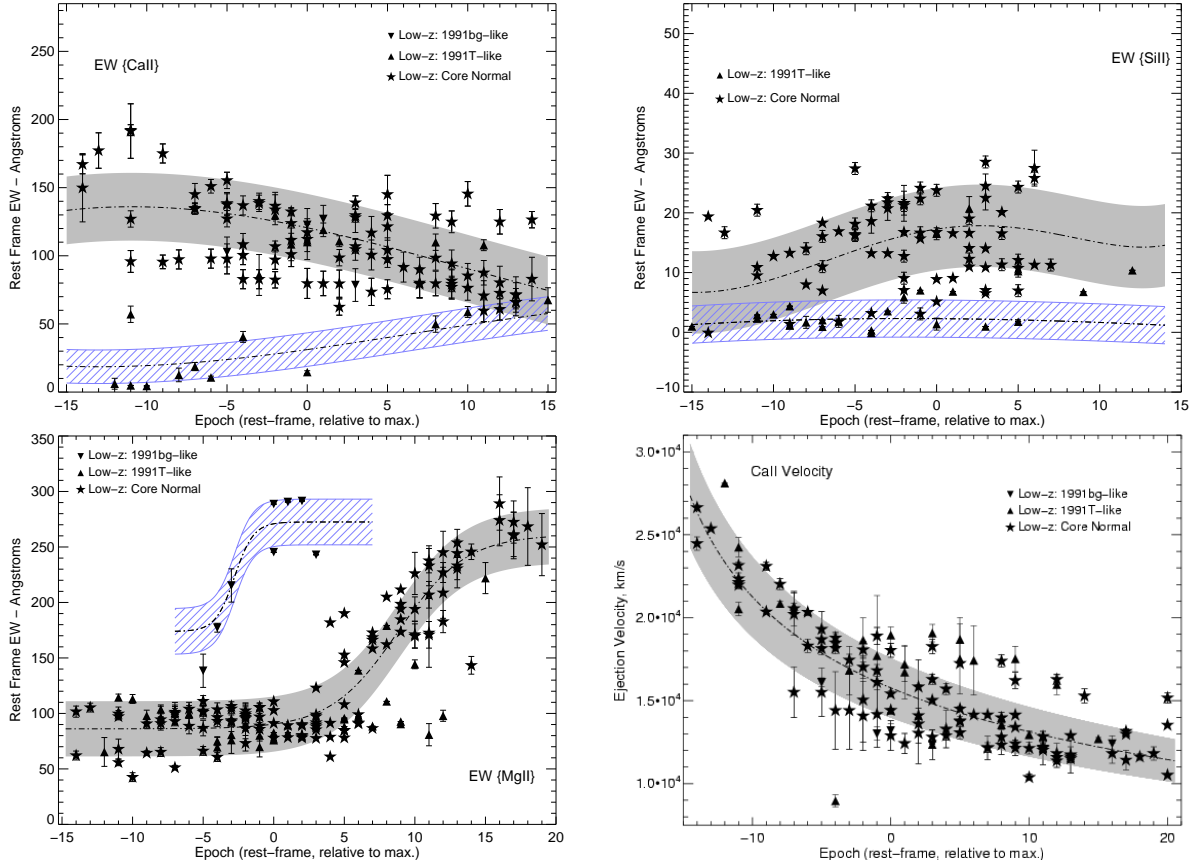 EW {CaII}
Low−z: 1991bg−like
Low−z: 1991T−like
Low−z: Core Normal
Rest Frame EW − Angstroms
250
200
150
100
50
0
−15 −10 −5 0 5 10 15
Epoch (rest−frame, relative to max.)
EW {SiII}
Low−z: 1991T−like
Low−z: Core Normal
Rest Frame EW − Angstroms
50
40
30
20
10
0
−10
−15 −10 −5 0 5 10 15
Epoch (rest−frame, relative to max.)
Low−z: 1991bg−like
Low−z: 1991T−like
Low−z: Core Normal
EW {MgII}
Rest Frame EW − Angstroms
350
300
250
200
150
100
50
0
−15 −10 −5 0 5 10 15 20
Epoch (rest−frame, relative to max.)
CaII Velocity
Low−z: 1991bg−like
Low−z: 1991T−like
Low−z: Core Normal
Ejection Velocity, km/s
3.0•10⁴
2.5•10⁴
2.0•10⁴
1.5•10⁴
1.0•10⁴
−10 0 10 20
Epoch (rest−frame, relative to max.)